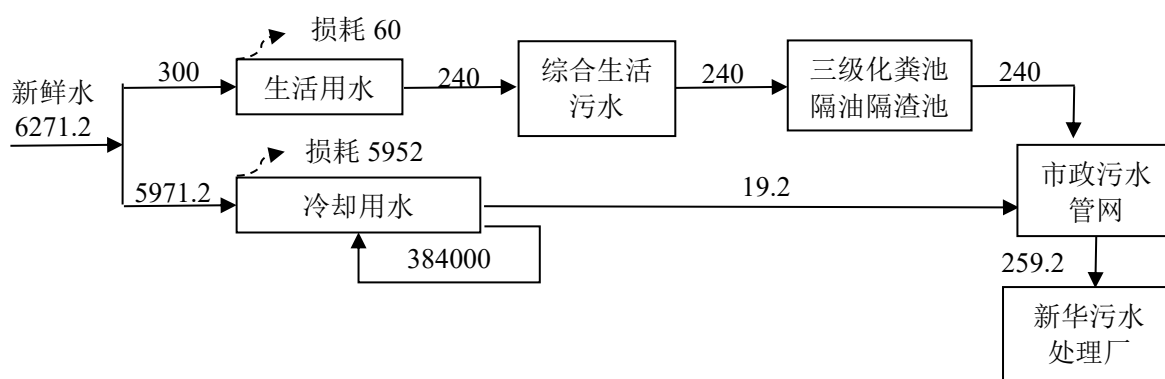 损耗 60
新鲜水
6271.2
300
生活用水
240
综合生活
污水
240
三级化粪池
隔油隔渣池
240
损耗 5952
5971.2
冷却用水
384000
19.2
市政污水
管网
259.2
新华污水
处理厂